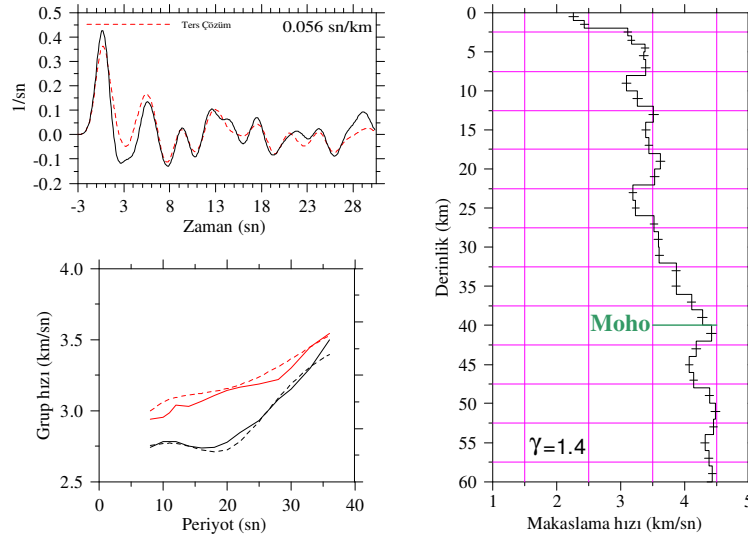 Ters Çözüm
0.056 sn/km
0.5
0.4
0.3
0.2
0.1
0.0
-0.1
-0.2
1/sn
-3 3 8 13 18 23 28
Zaman (sn)
4.0
3.5
3.0
2.5
Grup hızı (km/sn)
0 10 20 30 40
Periyot (sn)
0
5
10
15
20
25
30
35
40
45
50
55
60
Derinlik (km)
Moho
γ=1.4
1 2 3 4 5
Makaslama hızı (km/sn)